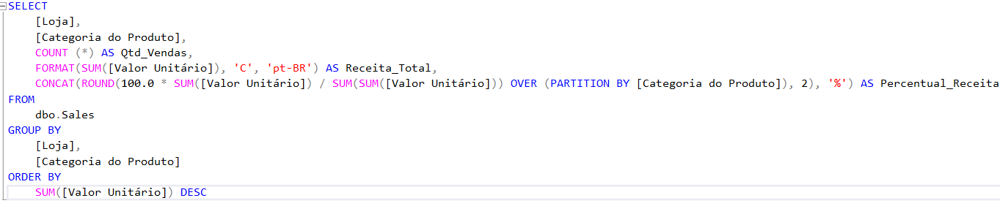 SELECT
[Loja],
[Categoria do Produto],
COUNT (*) AS Qtd_Vendas,
FORMAT(SUM([Valor Unitário]), 'C', 'pt-BR') AS Receita_Total,
CONCAT(ROUND(100.0 * SUM([Valor Unitário]) / SUM(SUM([Valor Unitário])) OVER (PARTITION BY [Categoria do Produto]), 2), '%') AS Percentual_Receita
FROM
dbo.Sales
GROUP BY
[Loja],
[Categoria do Produto]
ORDER BY
SUM([Valor Unitário]) DESC